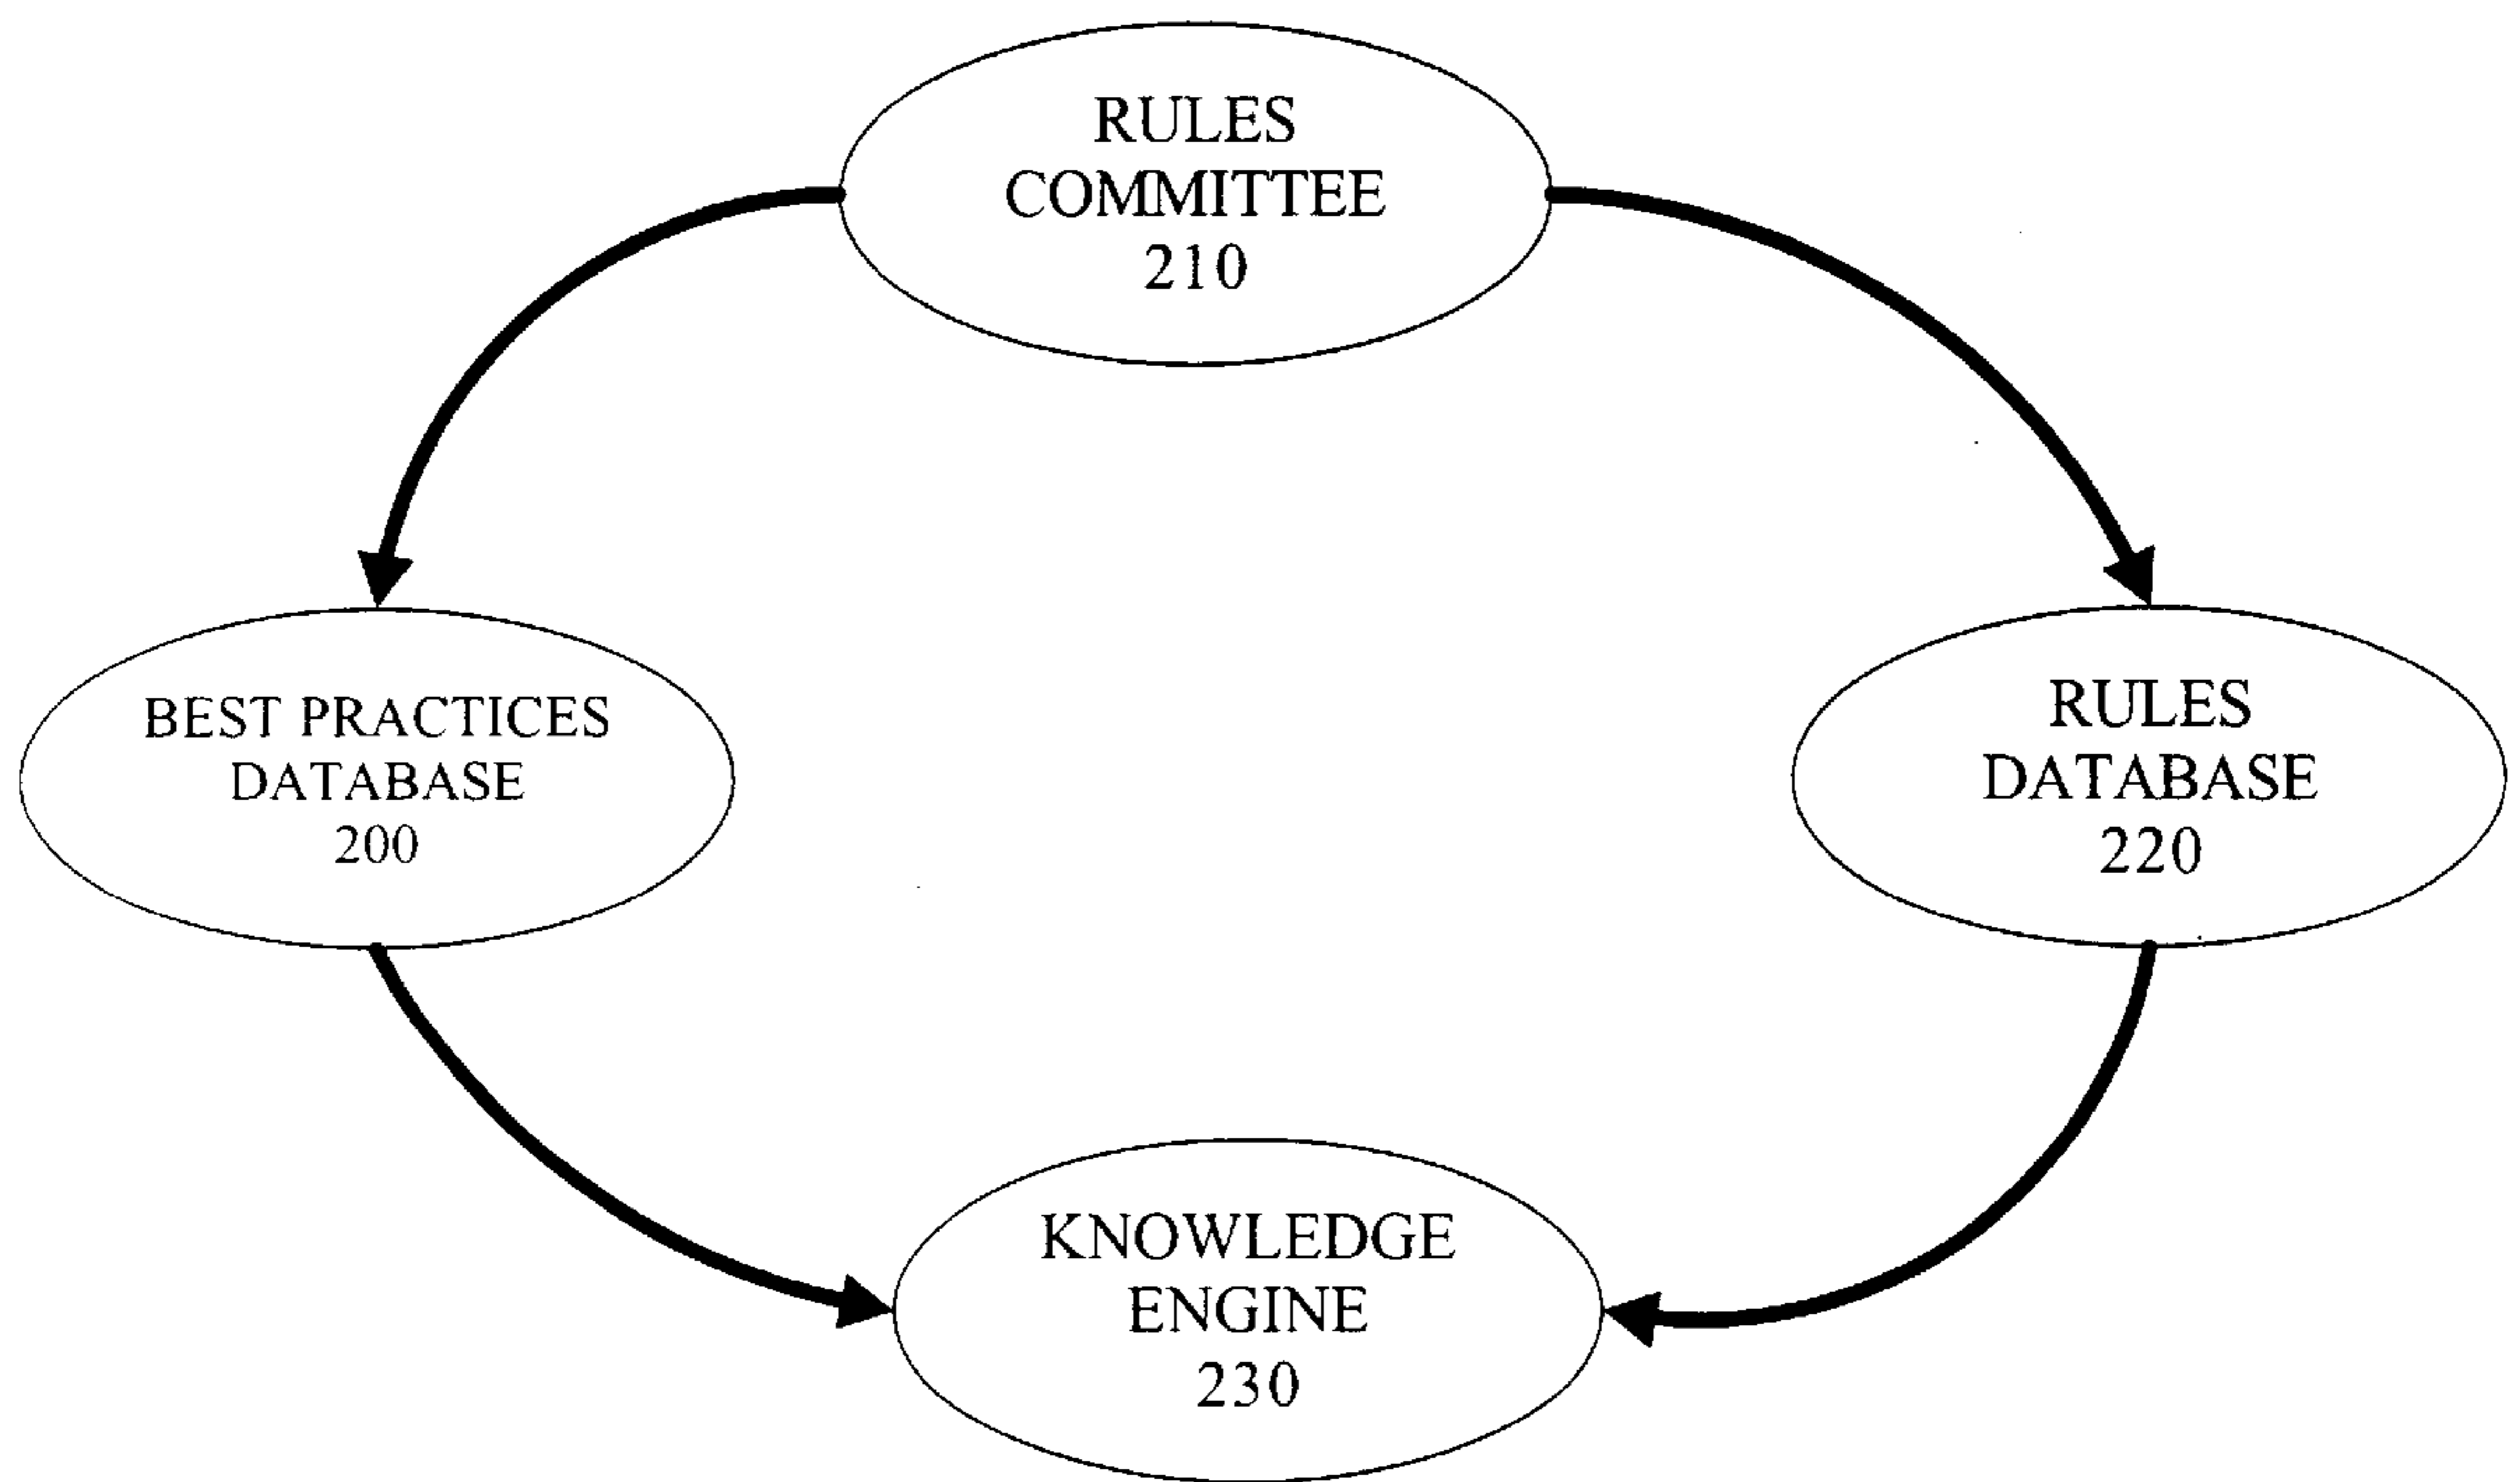 RULES
COMMITTEE
210
BEST PRACTICES
DATABASE
200
RULES
DATABASE
220
KNOWLEDGE
ENGINE
230